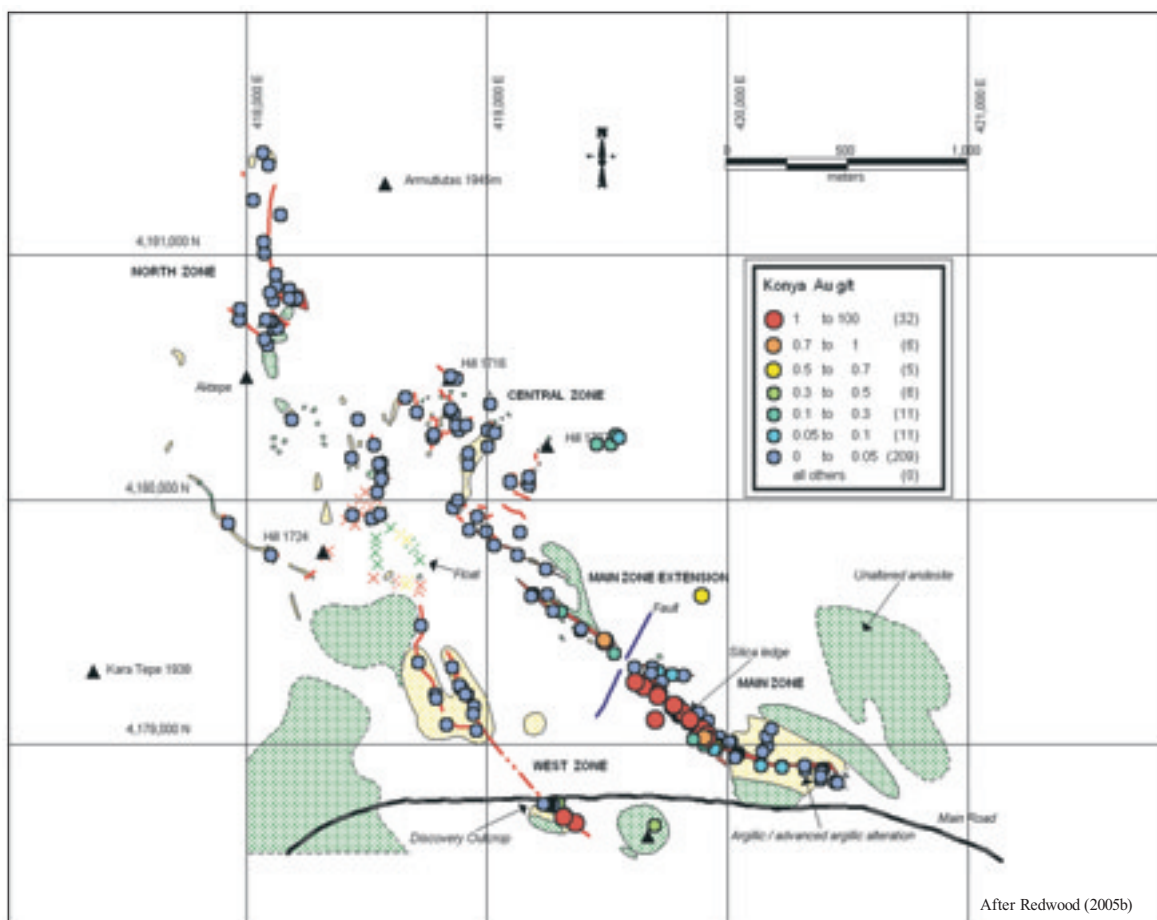 418,000 E
419,000 E
420,000 E
421,000 E
N
0 500 1,000
meters
Armutlutas 1945m
4,181,000 N
NORTH ZONE
Konya Au g/t
1 to 100 (32)
0.7 to 1 (6)
0.5 to 0.7 (5)
0.3 to 0.5 (6)
0.1 to 0.3 (11)
0.05 to 0.1 (11)
0 to 0.05 (209)
all others (0)
Hill 1716
Aktepe
CENTRAL ZONE
Hill
4,180,000 N
Hill 1724
Float
MAIN ZONE EXTENSION
Unaltered andesite
Fault
Silica ledge
Kara Tepe 1938
MAIN ZONE
4,179,000 N
WEST ZONE
Discovery Outcrop
Argillic / advanced argillic alteration
Main Road
After Redwood (2005b)